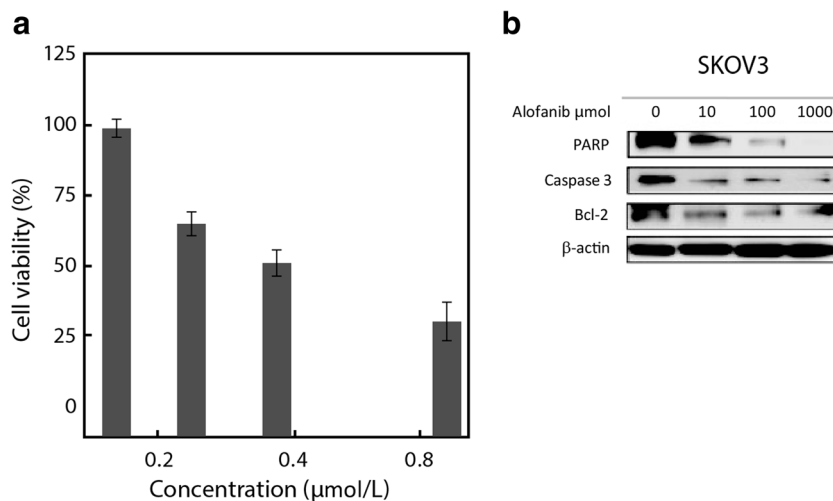 a
125
100
75
50
25
0
Cell viability (%)
0.2 0.4 0.8
Concentration (μmol/L)
b
SKOV3
Alofanib μmol 0 10 100 1000
PARP
Caspase 3
Bcl-2
β-actin